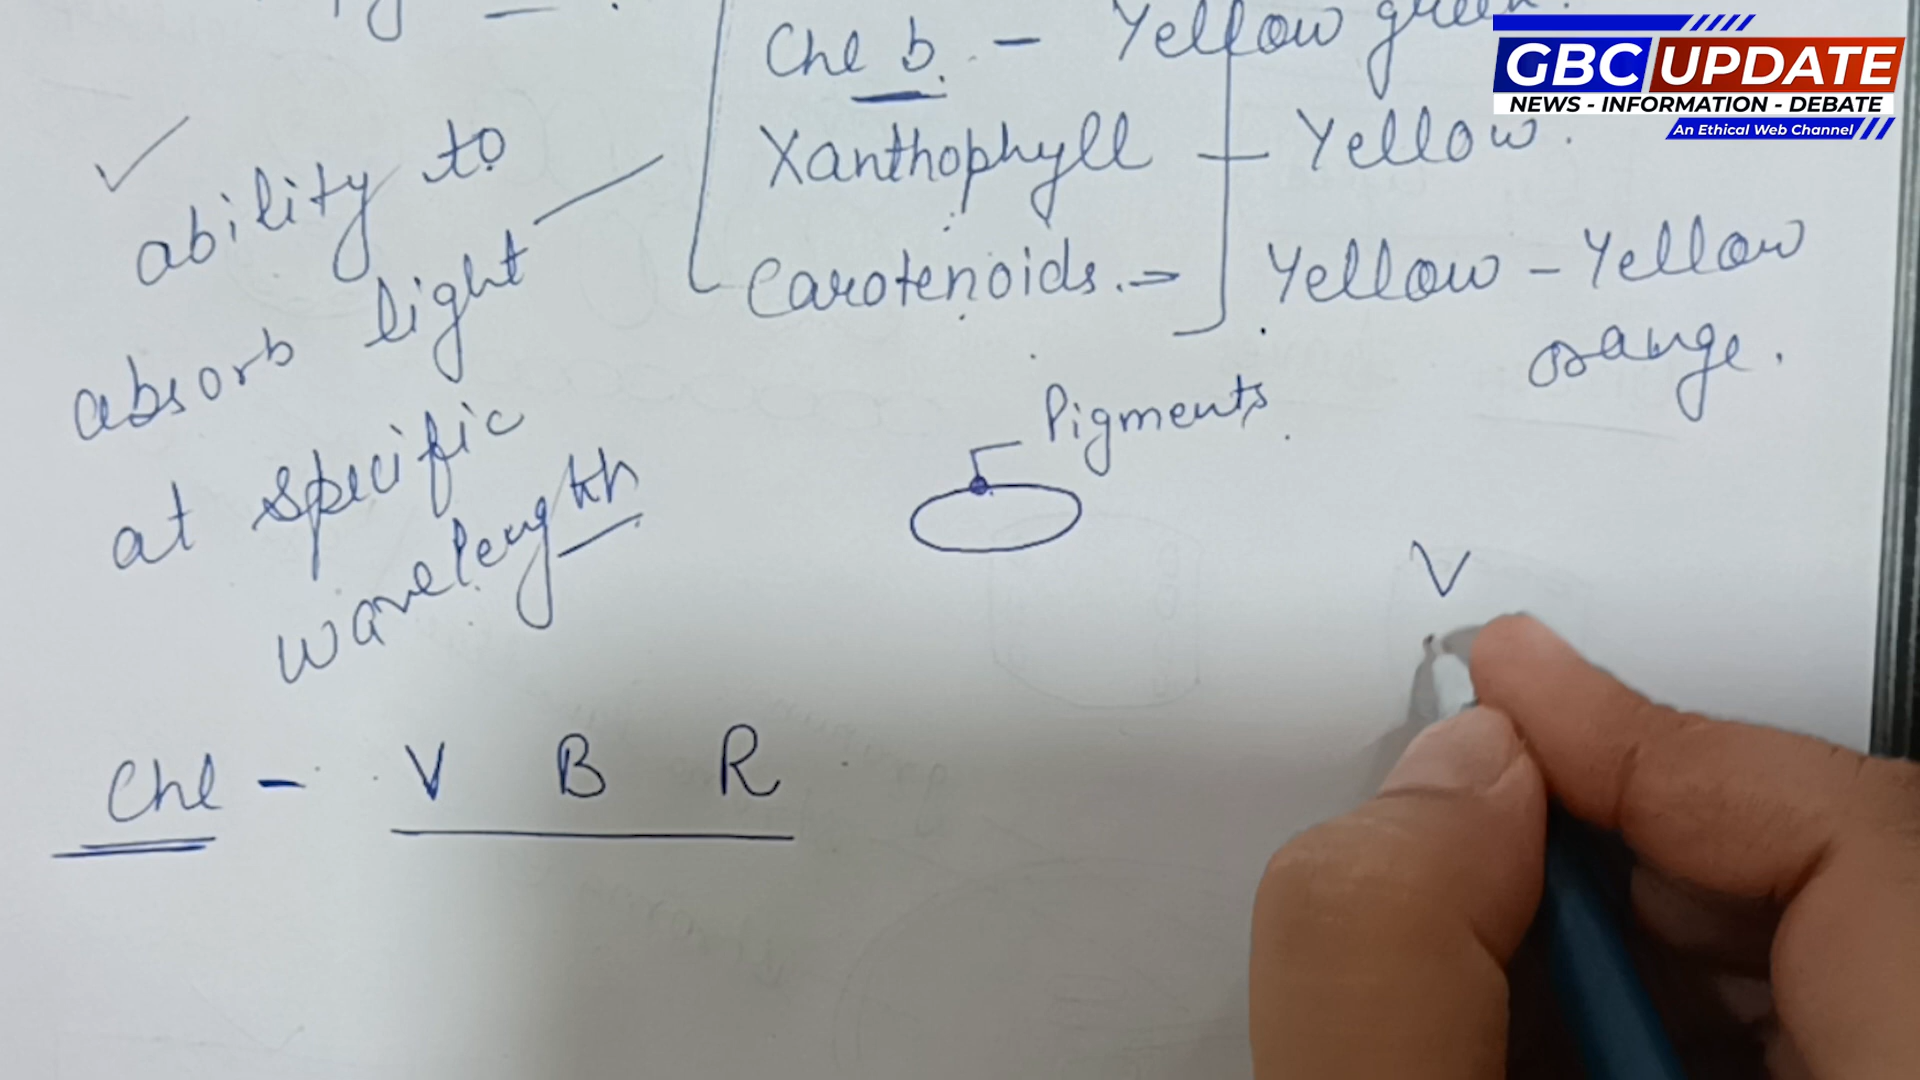 Chl b. - Yellow green.
Xanthophyll - Yellow.
Carotenoids. = Yellow - Yellow
orange.
ability to
absorb light
at specific
wavelength
Pigments
V
Chl - V B R
GBC UPDATE
NEWS - INFORMATION - DEBATE
An Ethical Web Channel